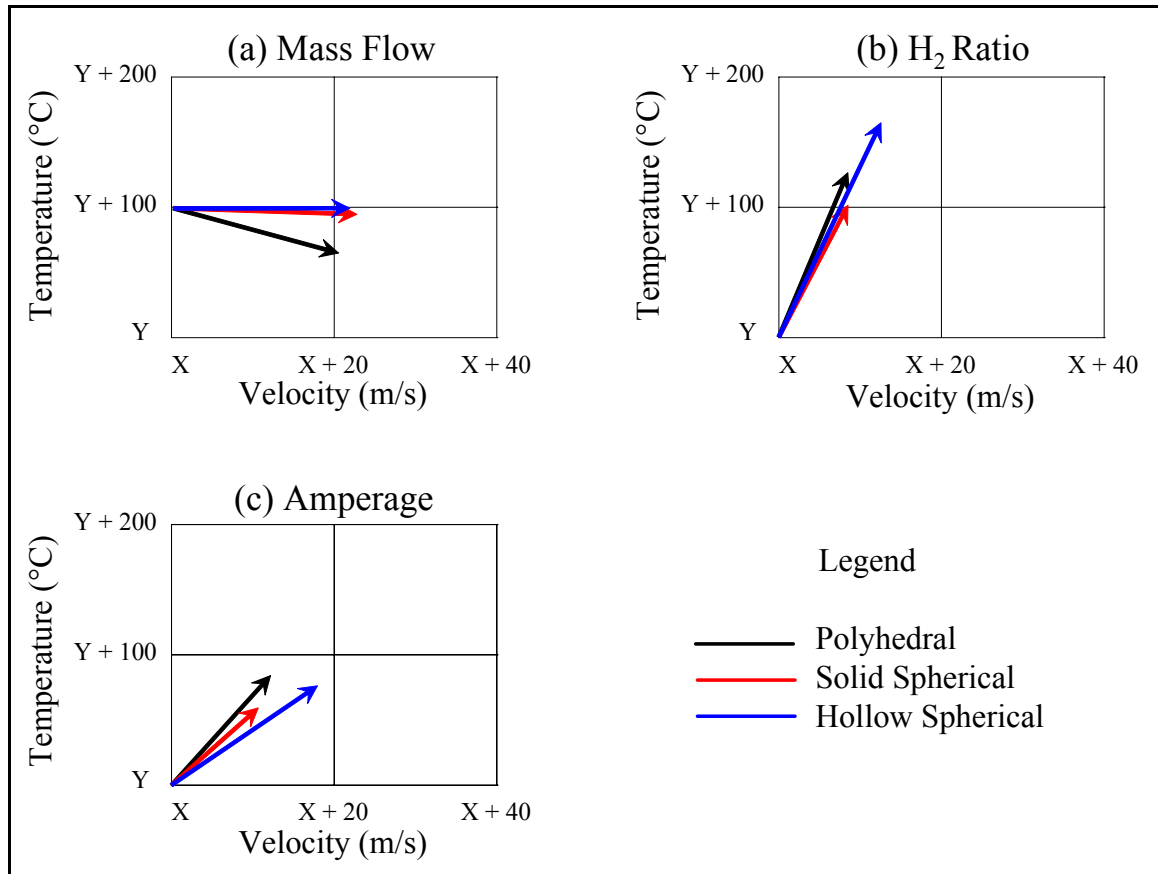 (a) Mass Flow
Y + 200
Y + 100
Y
Temperature (°C)
X
X + 20
X + 40
Velocity (m/s)
(b) H₂ Ratio
Y + 200
Y + 100
Y
Temperature (°C)
X
X + 20
X + 40
Velocity (m/s)
(c) Amperage
Y + 200
Y + 100
Y
Temperature (°C)
X
X + 20
X + 40
Velocity (m/s)
Legend
Polyhedral
Solid Spherical
Hollow Spherical